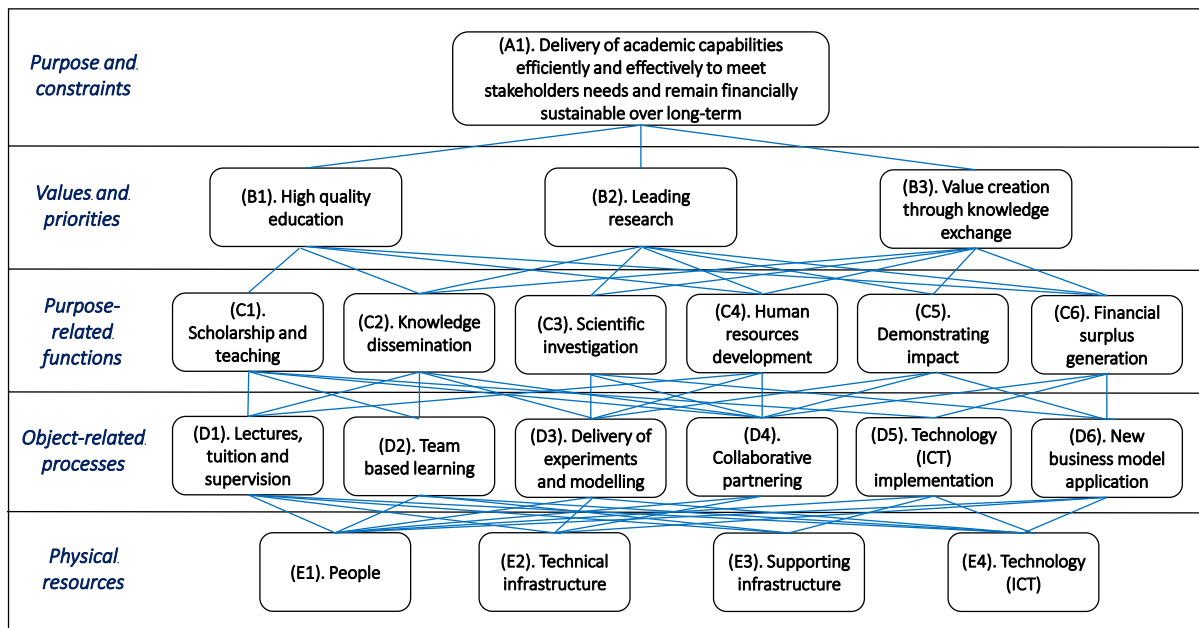 Purpose and
constraints
(A1). Delivery of academic capabilities
efficiently and effectively to meet
stakeholders needs and remain financially
sustainable over long-term
Values and
priorities
(B1). High quality
education
(B2). Leading
research
(B3). Value creation
through knowledge
exchange
Purpose-
related
functions
(C1).
Scholarship and
teaching
(C2). Knowledge
dissemination
(C3). Scientific
investigation
(C4). Human
resources
development
(C5).
Demonstrating
impact
(C6). Financial
surplus
generation
Object-related
processes
(D1). Lectures,
tuition and
supervision
(D2). Team
based learning
(D3). Delivery of
experiments
and modelling
(D4).
Collaborative
partnering
(D5). Technology
(ICT)
implementation
(D6). New
business model
application
Physical
resources
(E1). People
(E2). Technical
infrastructure
(E3). Supporting
infrastructure
(E4). Technology
(ICT)